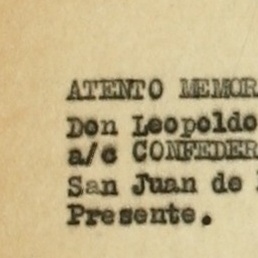 ATENTO MEMOR
Don Leopoldo
a/c CONFEDER
San Juan de
Presente.